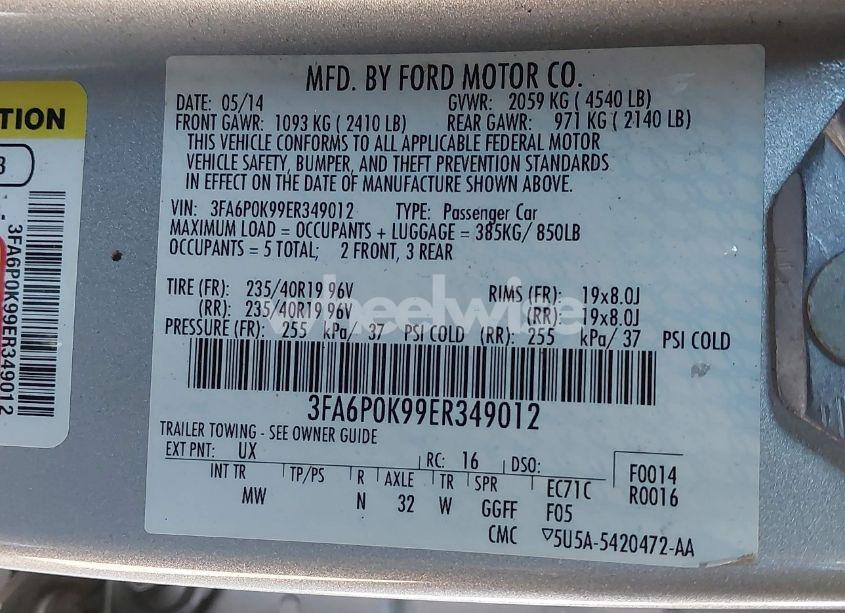 MFD. BY FORD MOTOR CO.
DATE: 05/14 GVWR: 2059 KG ( 4540 LB)
FRONT GAWR: 1093 KG ( 2410 LB) REAR GAWR: 971 KG ( 2140 LB)
THIS VEHICLE CONFORMS TO ALL APPLICABLE FEDERAL MOTOR
VEHICLE SAFETY, BUMPER, AND THEFT PREVENTION STANDARDS
IN EFFECT ON THE DATE OF MANUFACTURE SHOWN ABOVE.
VIN: 3FA6P0K99ER349012 TYPE: Passenger Car
MAXIMUM LOAD = OCCUPANTS + LUGGAGE = 385KG/ 850LB
OCCUPANTS = 5 TOTAL; 2 FRONT, 3 REAR
TIRE (FR): 235/40R19 96V RIMS (FR): 19x8.0J
(RR): 235/40R19 96V (RR): 19x8.0J
PRESSURE (FR): 255 kPa/ 37 PSI COLD (RR): 255 kPa/ 37 PSI COLD
3FA6P0K99ER349012
TRAILER TOWING - SEE OWNER GUIDE
EXT PNT: UX RC: 16 DSO: F0014
INT TR TP/PS R AXLE TR SPR EC71C R0016
MW N 32 W GGFF F05
CMC ▽5U5A-5420472-AA
TION
3
3FA6P0K99ER349012
wheelwise